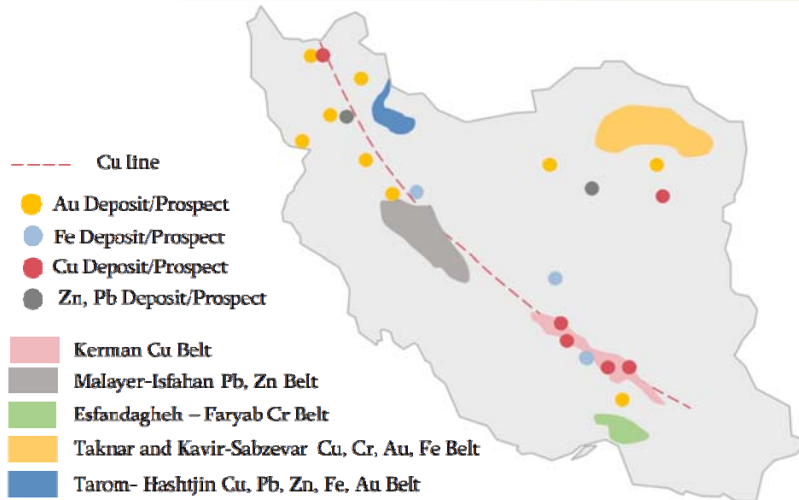 Cu line
Au Deposit/Prospect
Fe Deposit/Prospect
Cu Deposit/Prospect
Zn, Pb Deposit/Prospect
Kerman Cu Belt
Malayer-Isfahan Pb, Zn Belt
Esfandagheh – Faryab Cr Belt
Taknar and Kavir-Sabzevar Cu, Cr, Au, Fe Belt
Tarom- Hashtjin Cu, Pb, Zn, Fe, Au Belt